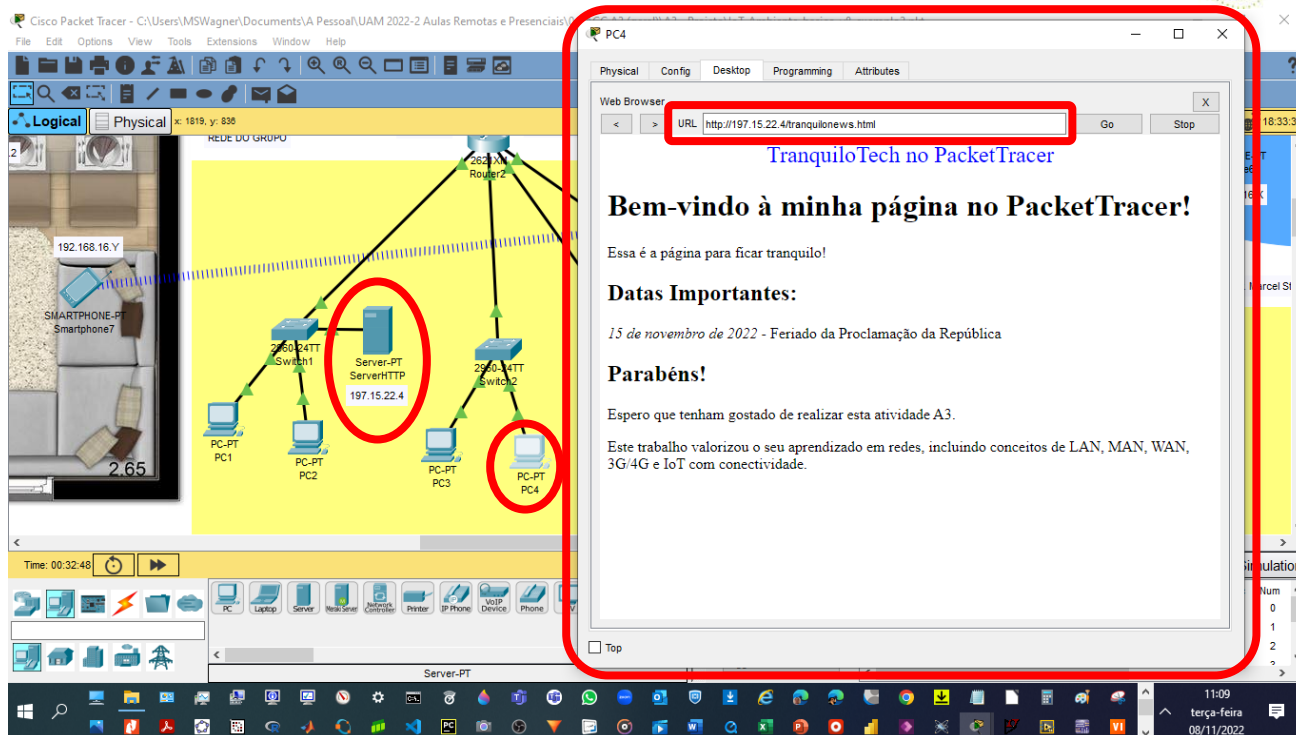 Cisco Packet Tracer - C:\Users\MSWagner\Documents\A Pessoal\UAM 2022-2 Aulas Remotas e Presenciais\0
File Edit Options View Tools Extensions Window Help
Logical
Physical
x: 1819, y: 836
18:33:3
REDE DO GRUPO
2621XM
Router2
192.168.16.Y
SMARTPHONE-PT
Smartphone7
2.65
2960-24TT
Switch1
Server-PT
ServerHTTP
197.15.22.4
2960-24TT
Switch2
PC-PT
PC1
PC-PT
PC2
PC-PT
PC3
PC-PT
PC4
PC4
Physical Config Desktop Programming Attributes
Web Browser
X
< > URL http://197.15.22.4/tranquilonews.html Go Stop
TranquiloTech no PacketTracer
Bem-vindo à minha página no PacketTracer!
Essa é a página para ficar tranquilo!
Datas Importantes:
15 de novembro de 2022 - Feriado da Proclamação da República
Parabéns!
Espero que tenham gostado de realizar esta atividade A3.
Este trabalho valorizou o seu aprendizado em redes, incluindo conceitos de LAN, MAN, WAN,
3G/4G e IoT com conectividade.
Top
Time: 00:32:48
PC Laptop Server Meraki Server Network Controller Printer IP Phone VoIP Device Phone
Server-PT
Num
0
1
2
11:09
terça-feira
08/11/2022